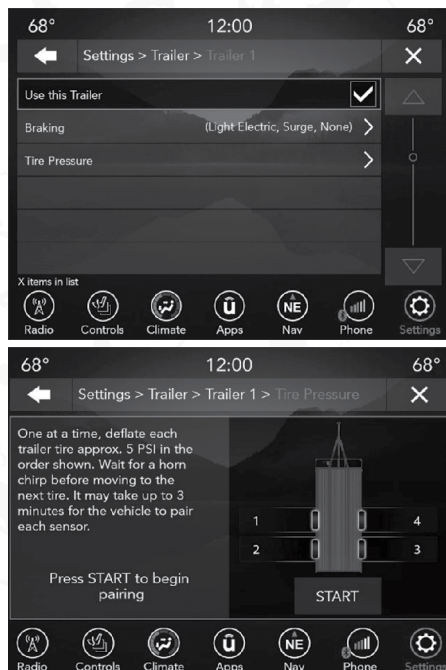 68° 12:00 68°
Settings > Trailer > Trailer 1
Use this Trailer
Braking (Light Electric, Surge, None) >
Tire Pressure >
X items in list
û NE
Radio Controls Climate Apps Nav Phone Settings
68° 12:00 68°
Settings > Trailer > Trailer 1 > Tire Pressure
One at a time, deflate each
trailer tire approx. 5 PSI in the
order shown. Wait for a horn
chirp before moving to the
next tire. It may take up to 3
minutes for the vehicle to pair
each sensor.
Press START to begin
pairing
1 4
2 3
START
û NE
Radio Controls Climate Apps Nav Phone Settings